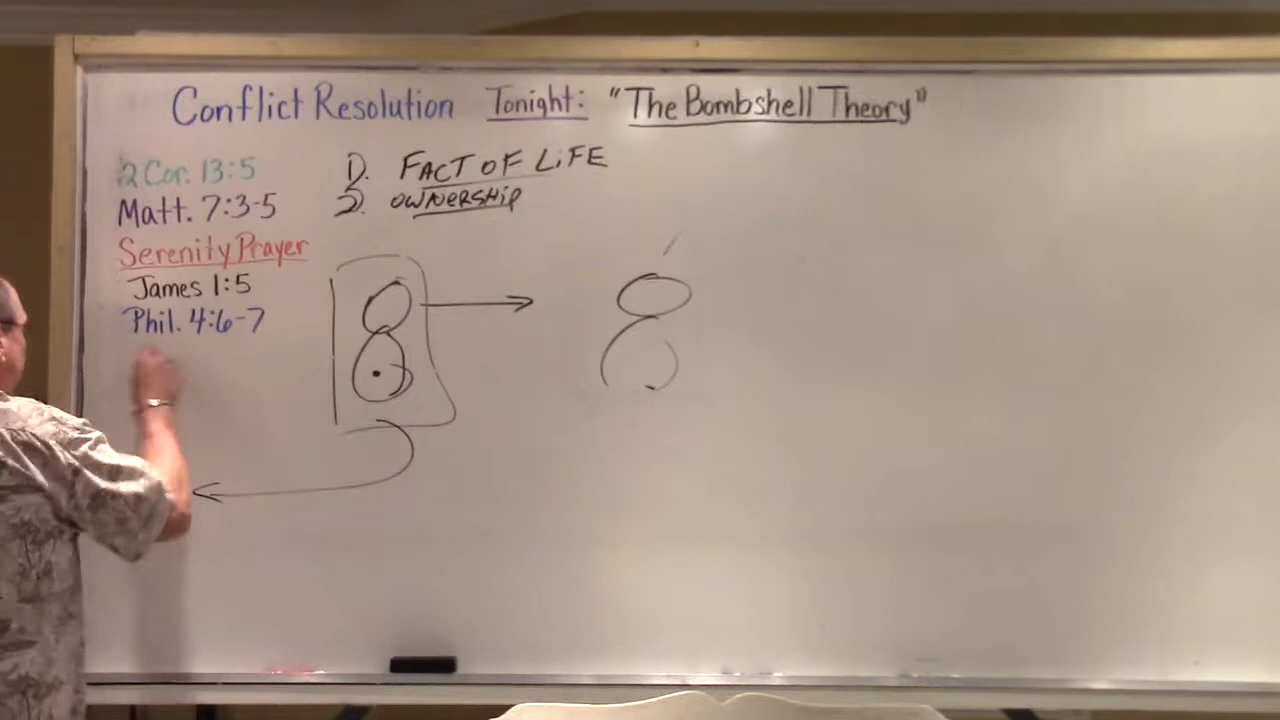 Conflict Resolution Tonight: "The Bombshell Theory"
2 Cor. 13:5
Matt. 7:3-5
Serenity Prayer
James 1:5
Phil. 4:6-7
1). FACT OF LiFE
2). OWNERSHiP